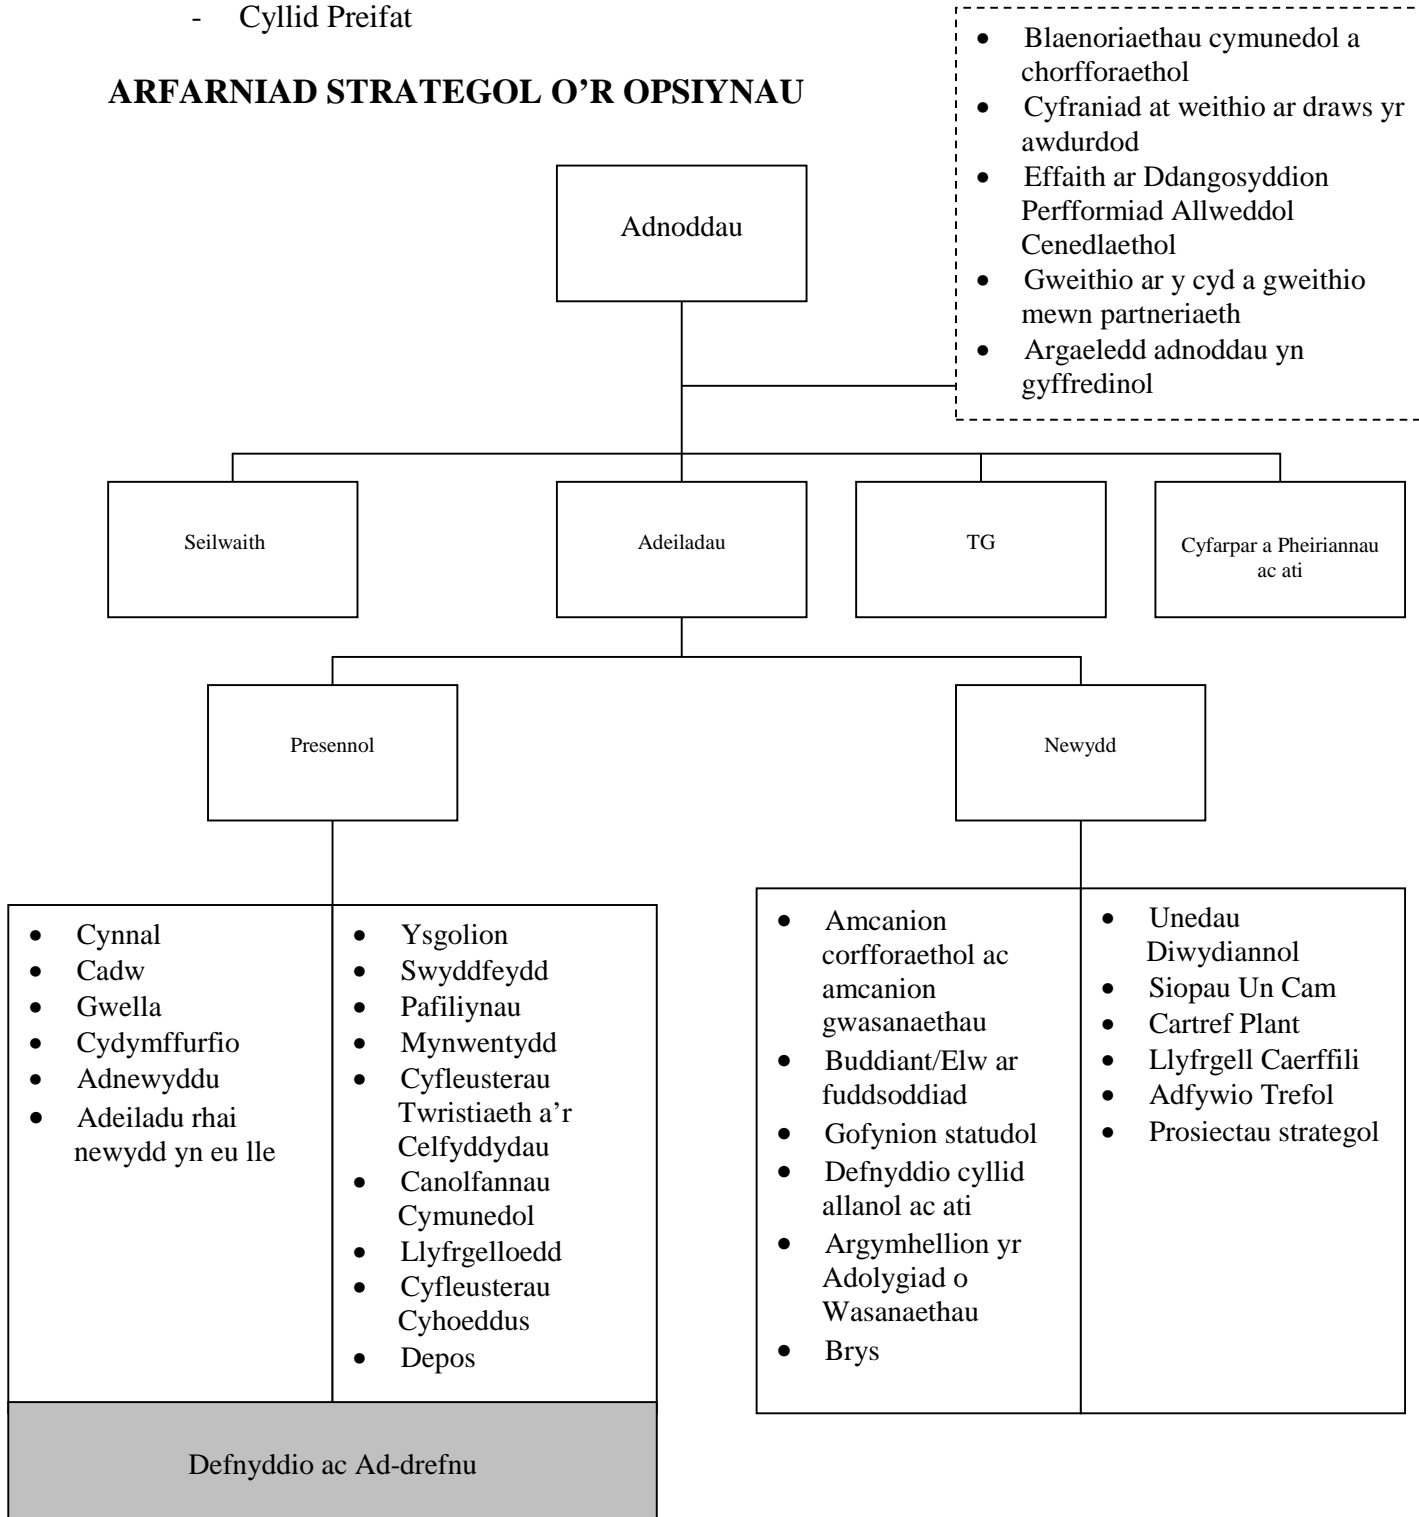 - Cyllid Preifat
ARFARNIAD STRATEGOL O’R OPSIYNAU
• Blaenoriaethau cymunedol a
chorfforaethol
• Cyfraniad at weithio ar draws yr
awdurdod
• Effaith ar Ddangosyddion
Perfformiad Allweddol
Cenedlaethol
• Gweithio ar y cyd a gweithio
mewn partneriaeth
• Argaeledd adnoddau yn
gyffredinol
Adnoddau
Seilwaith
Adeiladau
TG
Cyfarpar a Pheiriannau
ac ati
Presennol
Newydd
• Cynnal
• Cadw
• Gwella
• Cydymffurfio
• Adnewyddu
• Adeiladu rhai
newydd yn eu lle
• Ysgolion
• Swyddfeydd
• Pafiliynau
• Mynwentydd
• Cyfleusterau
Twristiaeth a’r
Celfyddydau
• Canolfannau
Cymunedol
• Llyfrgelloedd
• Cyfleusterau
Cyhoeddus
• Depos
Defnyddio ac Ad-drefnu
• Amcanion
corfforaethol ac
amcanion
gwasanaethau
• Buddiant/Elw ar
fuddsoddiad
• Gofynion statudol
• Defnyddio cyllid
allanol ac ati
• Argymhellion yr
Adolygiad o
Wasanaethau
• Brys
• Unedau
Diwydiannol
• Siopau Un Cam
• Cartref Plant
• Llyfrgell Caerffili
• Adfywio Trefol
• Prosiectau strategol